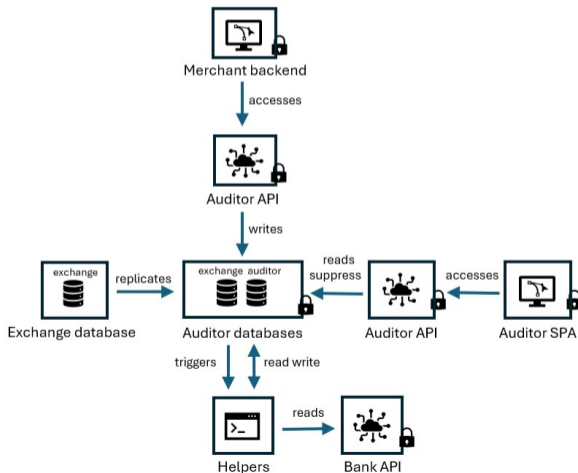 Merchant backend
accesses
Auditor API
writes
exchange
replicates
exchange auditor
reads
suppress
accesses
Exchange database
Auditor databases
Auditor API
Auditor SPA
triggers
read write
reads
Helpers
Bank API